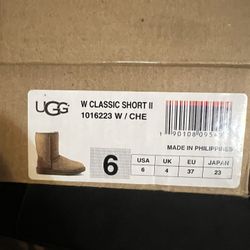 UGG
W CLASSIC SHORT II
1016223 W / CHE
MADE IN PHILIPPINES
6
USA UK EU JAPAN
6 4 37 23